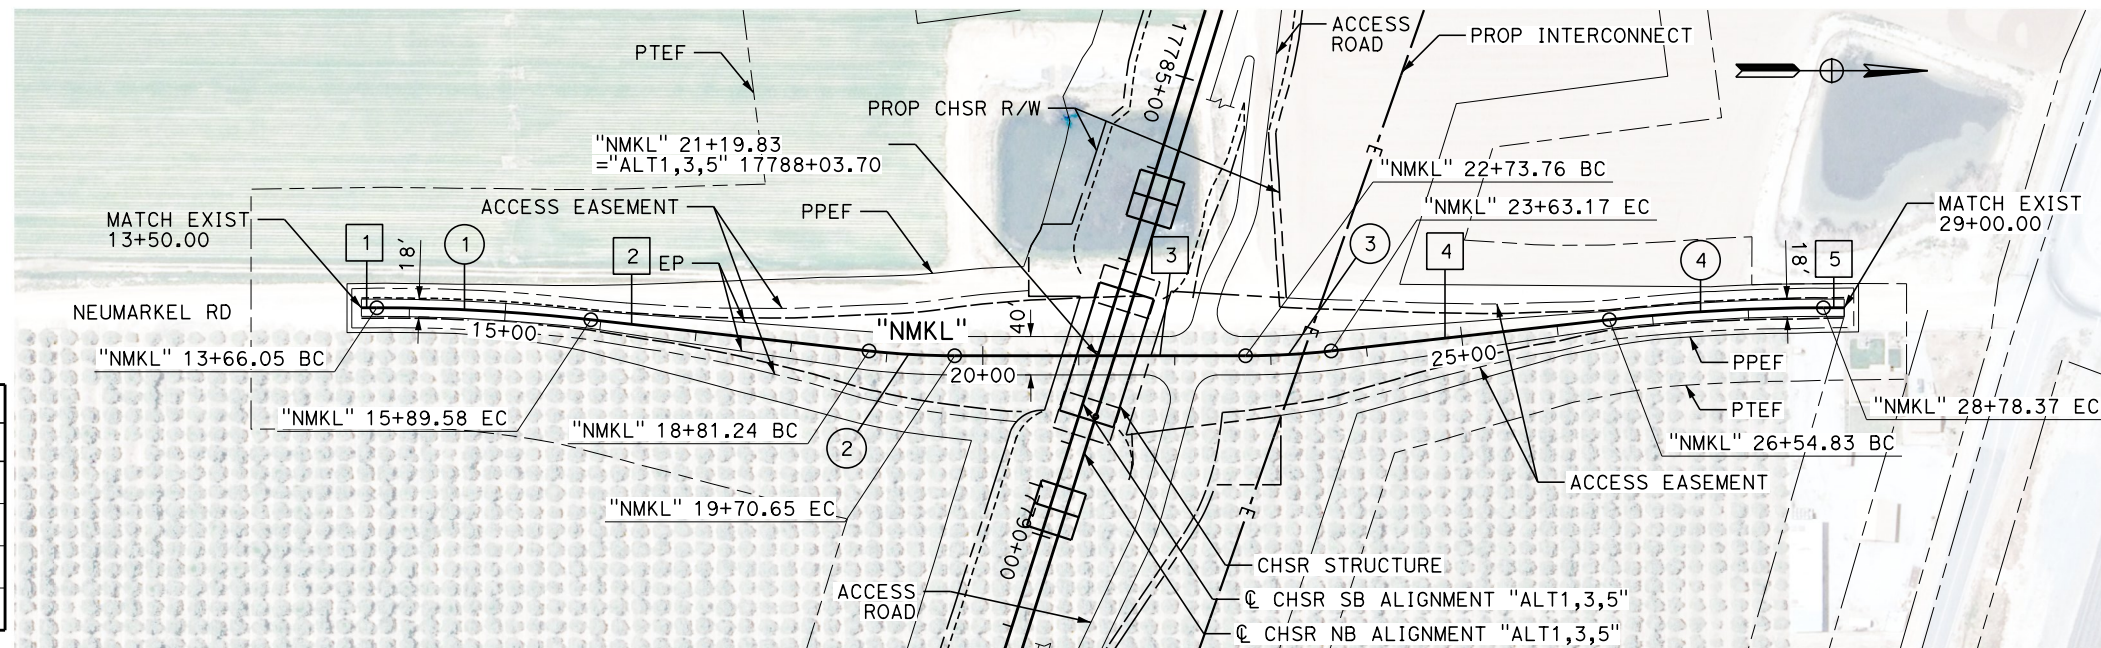 PTEF
ACCESS
ROAD
PROP INTERCONNECT
17785+00
PROP CHSR R/W
"NMKL" 21+19.83
="ALT1,3,5" 17788+03.70
E
"NMKL" 22+73.76 BC
"NMKL" 23+63.17 EC
MATCH EXIST
13+50.00
ACCESS EASEMENT
PPEF
MATCH EXIST
29+00.00
1
18'
1
2
EP
3
3
4
4
18'
5
NEUMARKEL RD
15+00
"NMKL"
40'
E
20+00
25+00
PPEF
"NMKL" 13+66.05 BC
"NMKL" 15+89.58 EC
"NMKL" 18+81.24 BC
2
PTEF
"NMKL" 28+78.37 EC
"NMKL" 26+54.83 BC
ACCESS EASEMENT
"NMKL" 19+70.65 EC
E
17790+00
CHSR STRUCTURE
ACCESS
ROAD
℄ CHSR SB ALIGNMENT "ALT1,3,5"
℄ CHSR NB ALIGNMENT "ALT1,3,5"